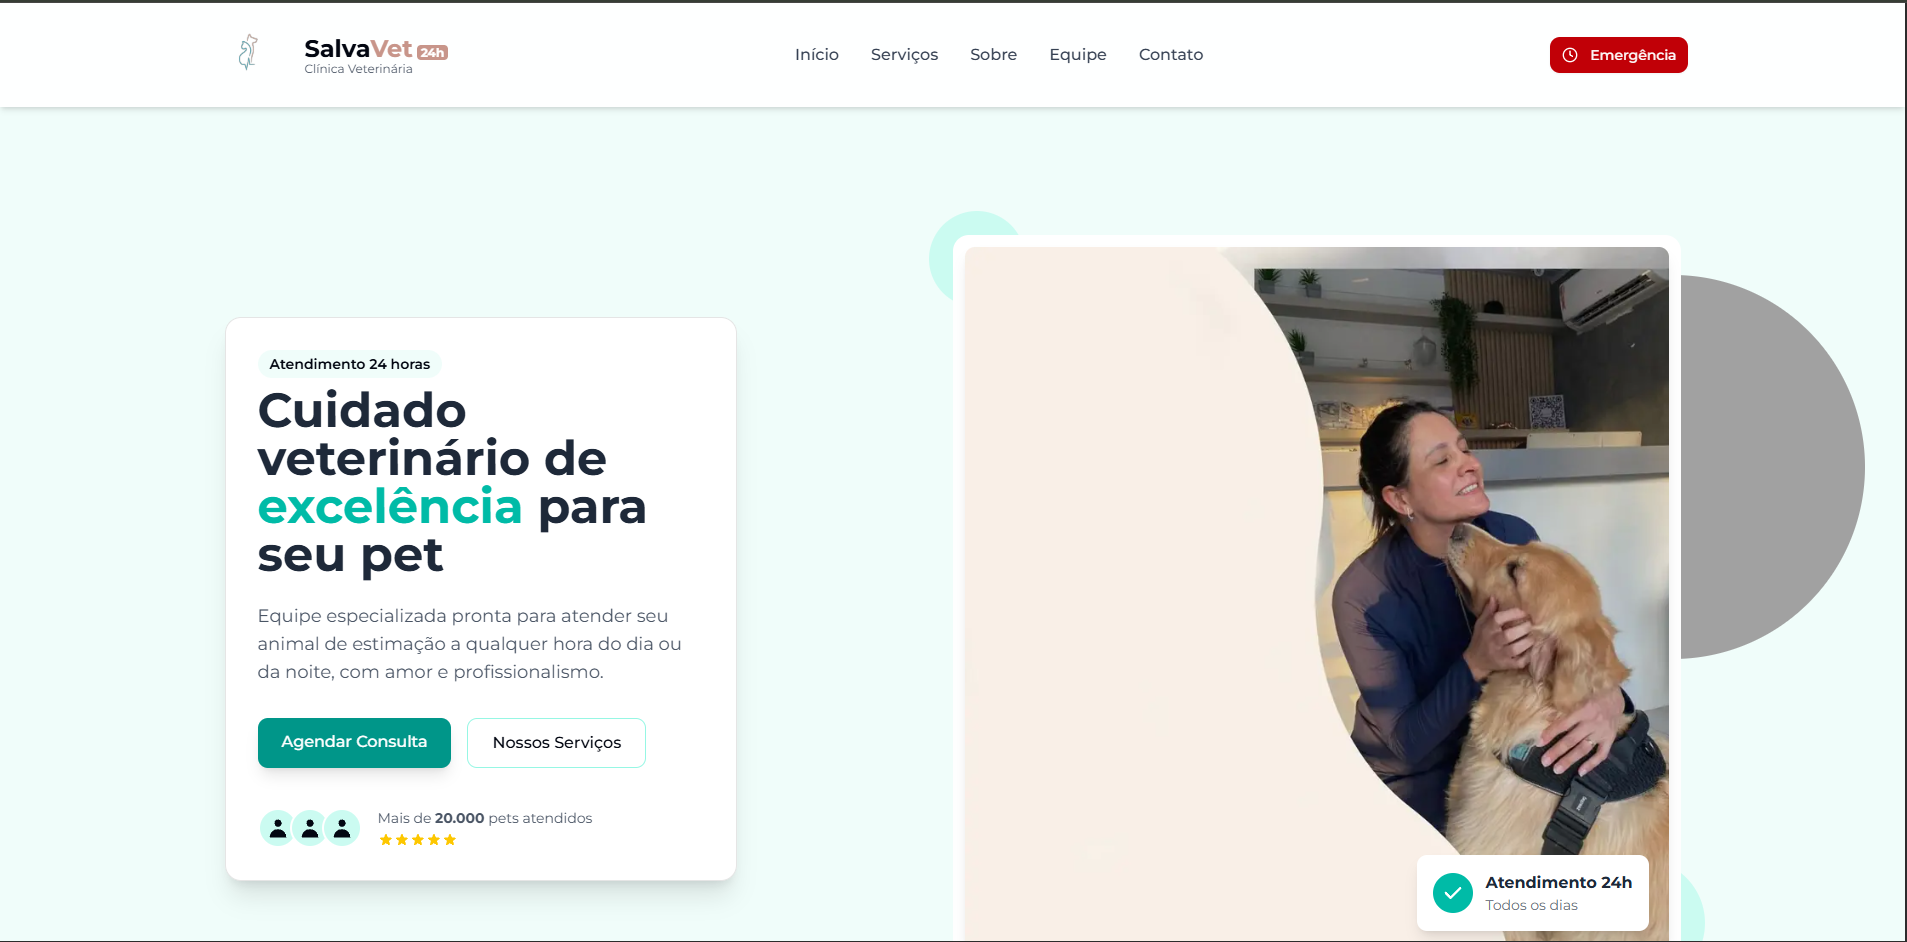 SalvaVet 24h
Clínica Veterinária
Início
Serviços
Sobre
Equipe
Contato
Emergência
Atendimento 24 horas
Cuidado
veterinário de
excelência para
seu pet
Equipe especializada pronta para atender seu
animal de estimação a qualquer hora do dia ou
da noite, com amor e profissionalismo.
Agendar Consulta
Nossos Serviços
Mais de 20.000 pets atendidos
Atendimento 24h
Todos os dias